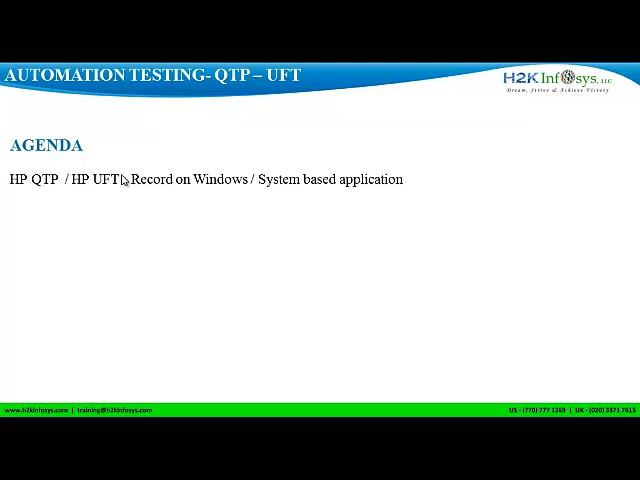 AUTOMATION TESTING- QTP – UFT
H2K Infosys, LLC
Dream, Strive & Achieve Victory
AGENDA
HP QTP / HP UFT Record on Windows / System based application
www.h2kinfosys.com | training@h2kinfosys.com
US - (770) 777 1269 | UK - (020) 3371 7615